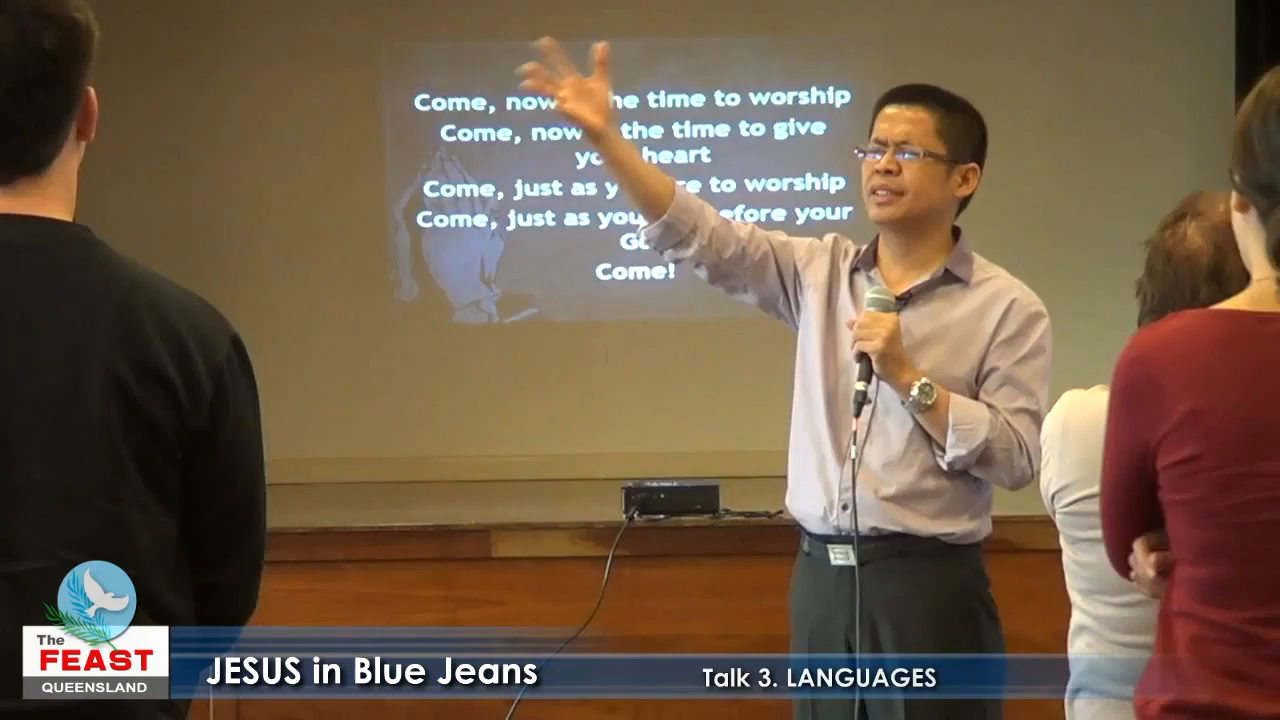 Come, now the time to worship
Come, now the time to give
heart
Come, just as to worship
Come, just as you before your
Come!
The
FEAST
QUEENSLAND
JESUS in Blue Jeans
Talk 3. LANGUAGES